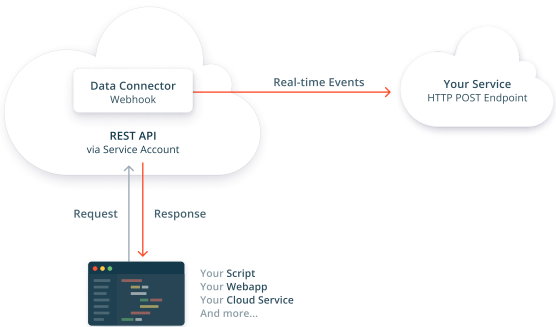 Data Connector
Webhook
Real-time Events
Your Service
HTTP POST Endpoint
REST API
via Service Account
Request
Response
Your Script
Your Webapp
Your Cloud Service
And more...